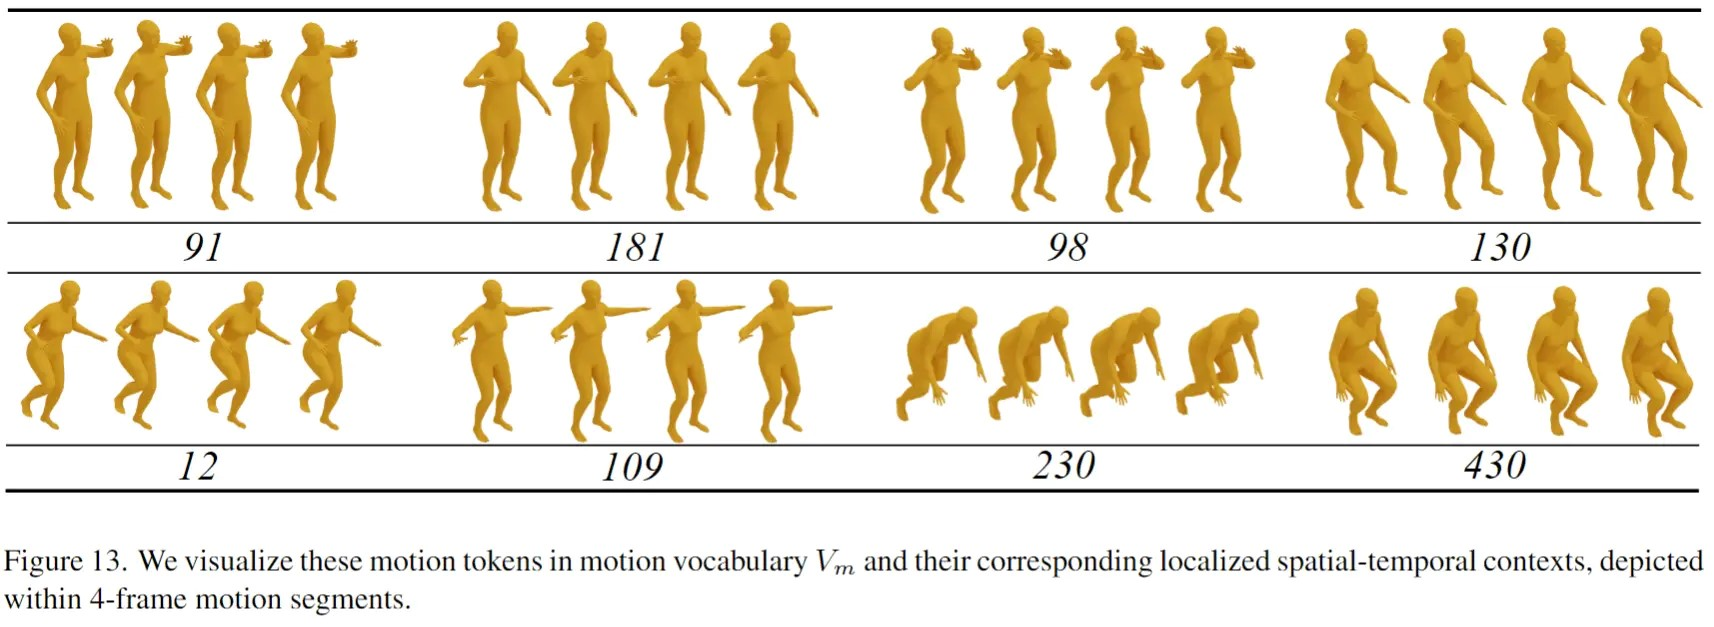 91 181 98 130
12 109 230 430
Figure 13. We visualize these motion tokens in motion vocabulary Vm and their corresponding localized spatial-temporal contexts, depicted
within 4-frame motion segments.